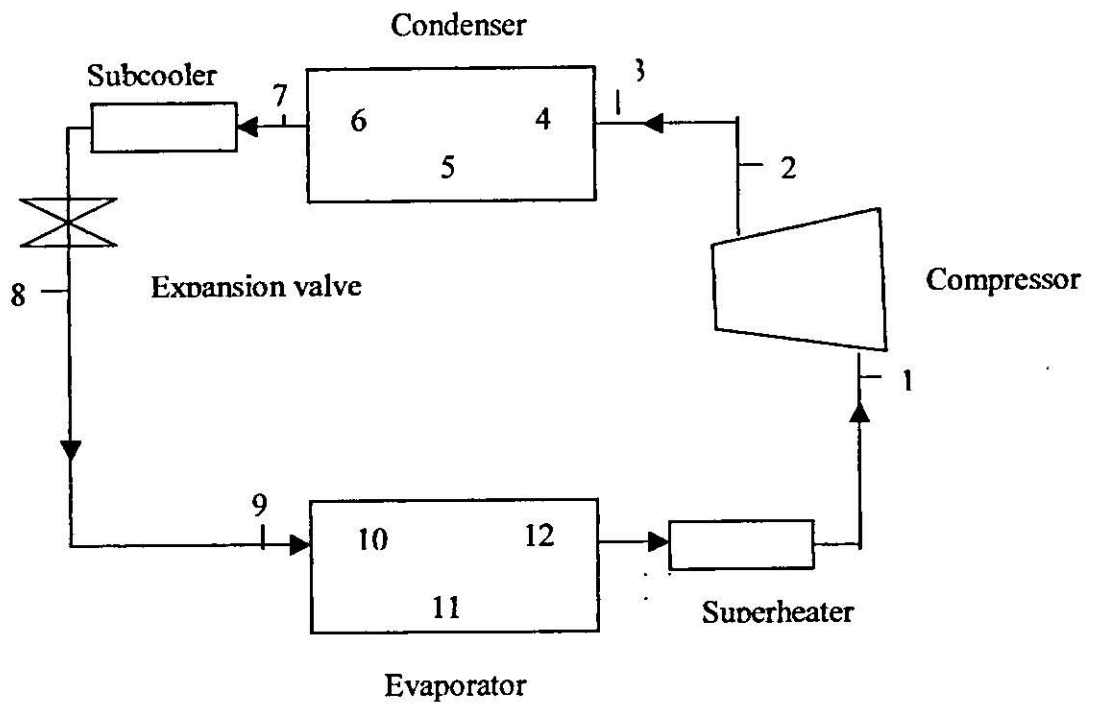 Condenser
Subcooler
7
3
6
4
5
2
8
Expansion valve
Compressor
1
9
10
12
11
Superheater
Evaporator